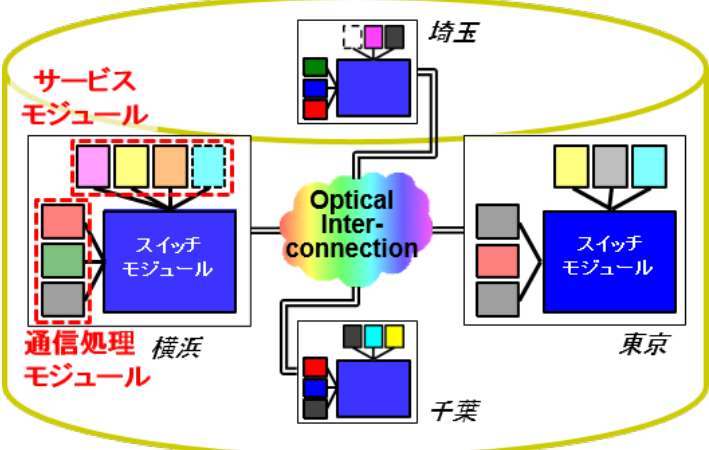 埼玉
サービス
モジュール
Optical
Inter-
connection
スイッチ
モジュール
スイッチ
モジュール
通信処理
モジュール
横浜
東京
千葉